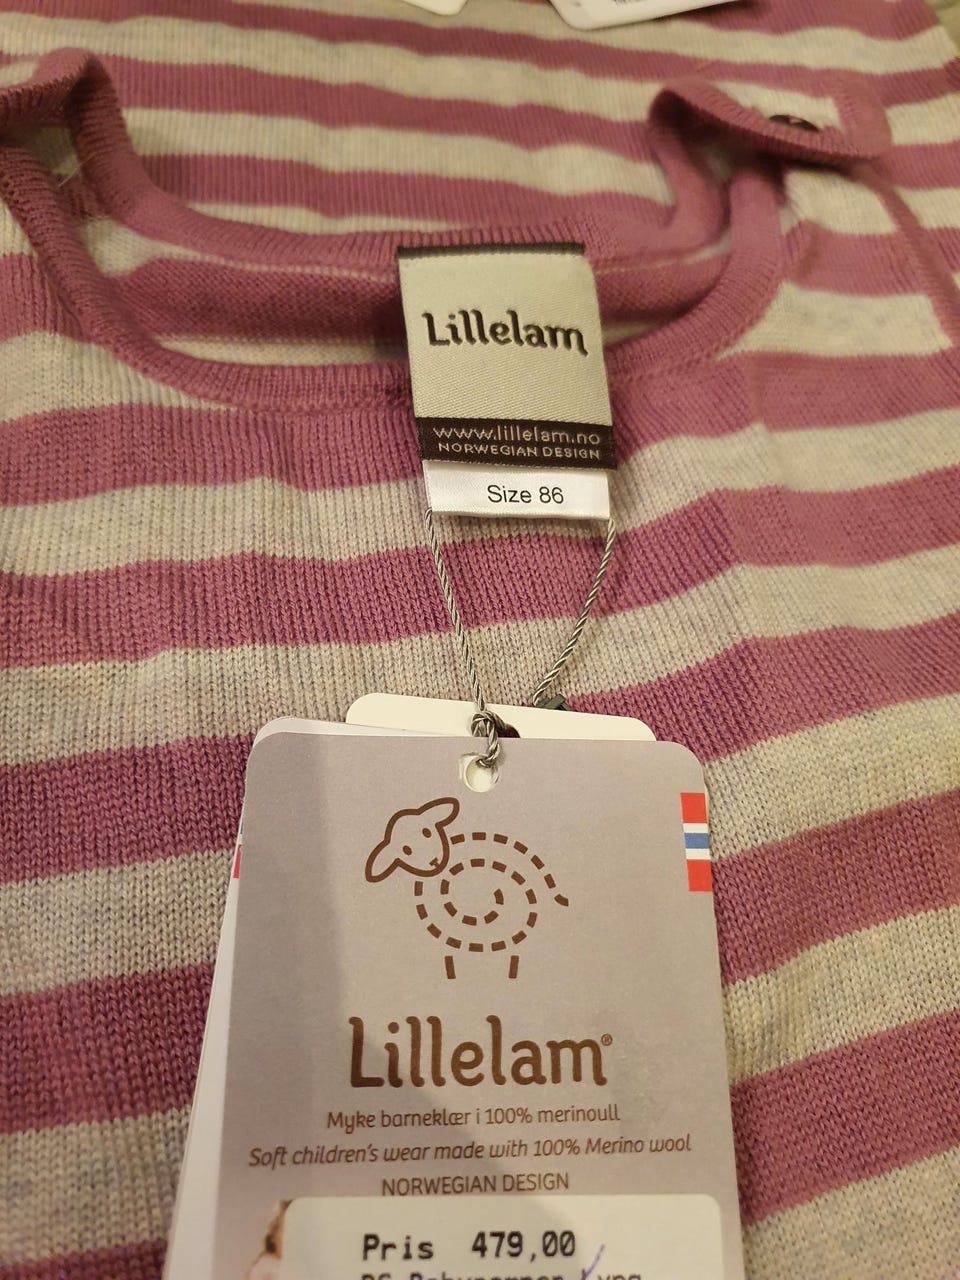 Lillelam
www.lillelam.no
NORWEGIAN DESIGN
Size 86
Lillelam®
Myke barneklær i 100% merinoull
Soft children's wear made with 100% Merino wool
NORWEGIAN DESIGN
Pris 479,00